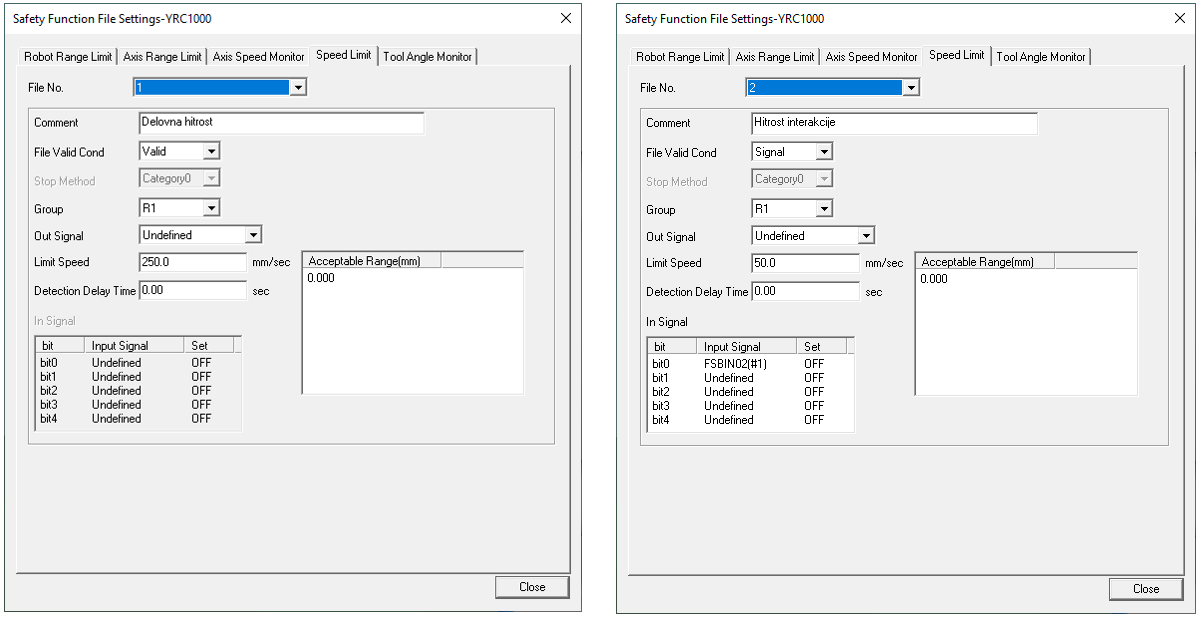 Safety Function File Settings-YRC1000
Robot Range Limit Axis Range Limit Axis Speed Monitor Speed Limit Tool Angle Monitor
File No. 1
Comment Delovna hitrost
File Valid Cond Valid
Stop Method Category0
Group R1
Out Signal Undefined
Limit Speed 250.0 mm/sec
Detection Delay Time 0.00 sec
Acceptable Range(mm)
0.000
In Signal
bit Input Signal Set
bit0 Undefined OFF
bit1 Undefined OFF
bit2 Undefined OFF
bit3 Undefined OFF
bit4 Undefined OFF
Close
Safety Function File Settings-YRC1000
Robot Range Limit Axis Range Limit Axis Speed Monitor Speed Limit Tool Angle Monitor
File No. 2
Comment Hitrost interakcije
File Valid Cond Signal
Stop Method Category0
Group R1
Out Signal Undefined
Limit Speed 50.0 mm/sec
Detection Delay Time 0.00 sec
Acceptable Range(mm)
0.000
In Signal
bit Input Signal Set
bit0 FSBIN02(#1) OFF
bit1 Undefined OFF
bit2 Undefined OFF
bit3 Undefined OFF
bit4 Undefined OFF
Close